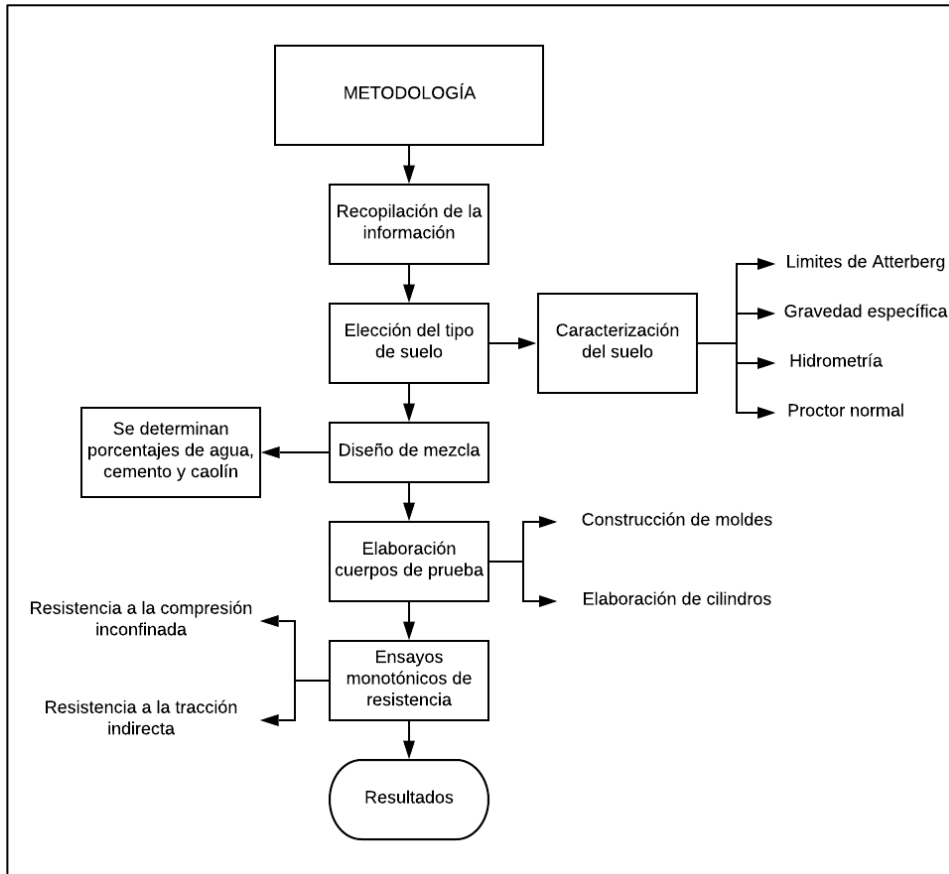 METODOLOGÍA
Recopilación de la
información
Elección del tipo
de suelo
Caracterización
del suelo
Limites de Atterberg
Gravedad específica
Hidrometría
Proctor normal
Se determinan
porcentajes de agua,
cemento y caolín
Diseño de mezcla
Elaboración
cuerpos de prueba
Construcción de moldes
Elaboración de cilindros
Resistencia a la compresión
inconfinada
Resistencia a la tracción
indirecta
Ensayos
monotónicos de
resistencia
Resultados